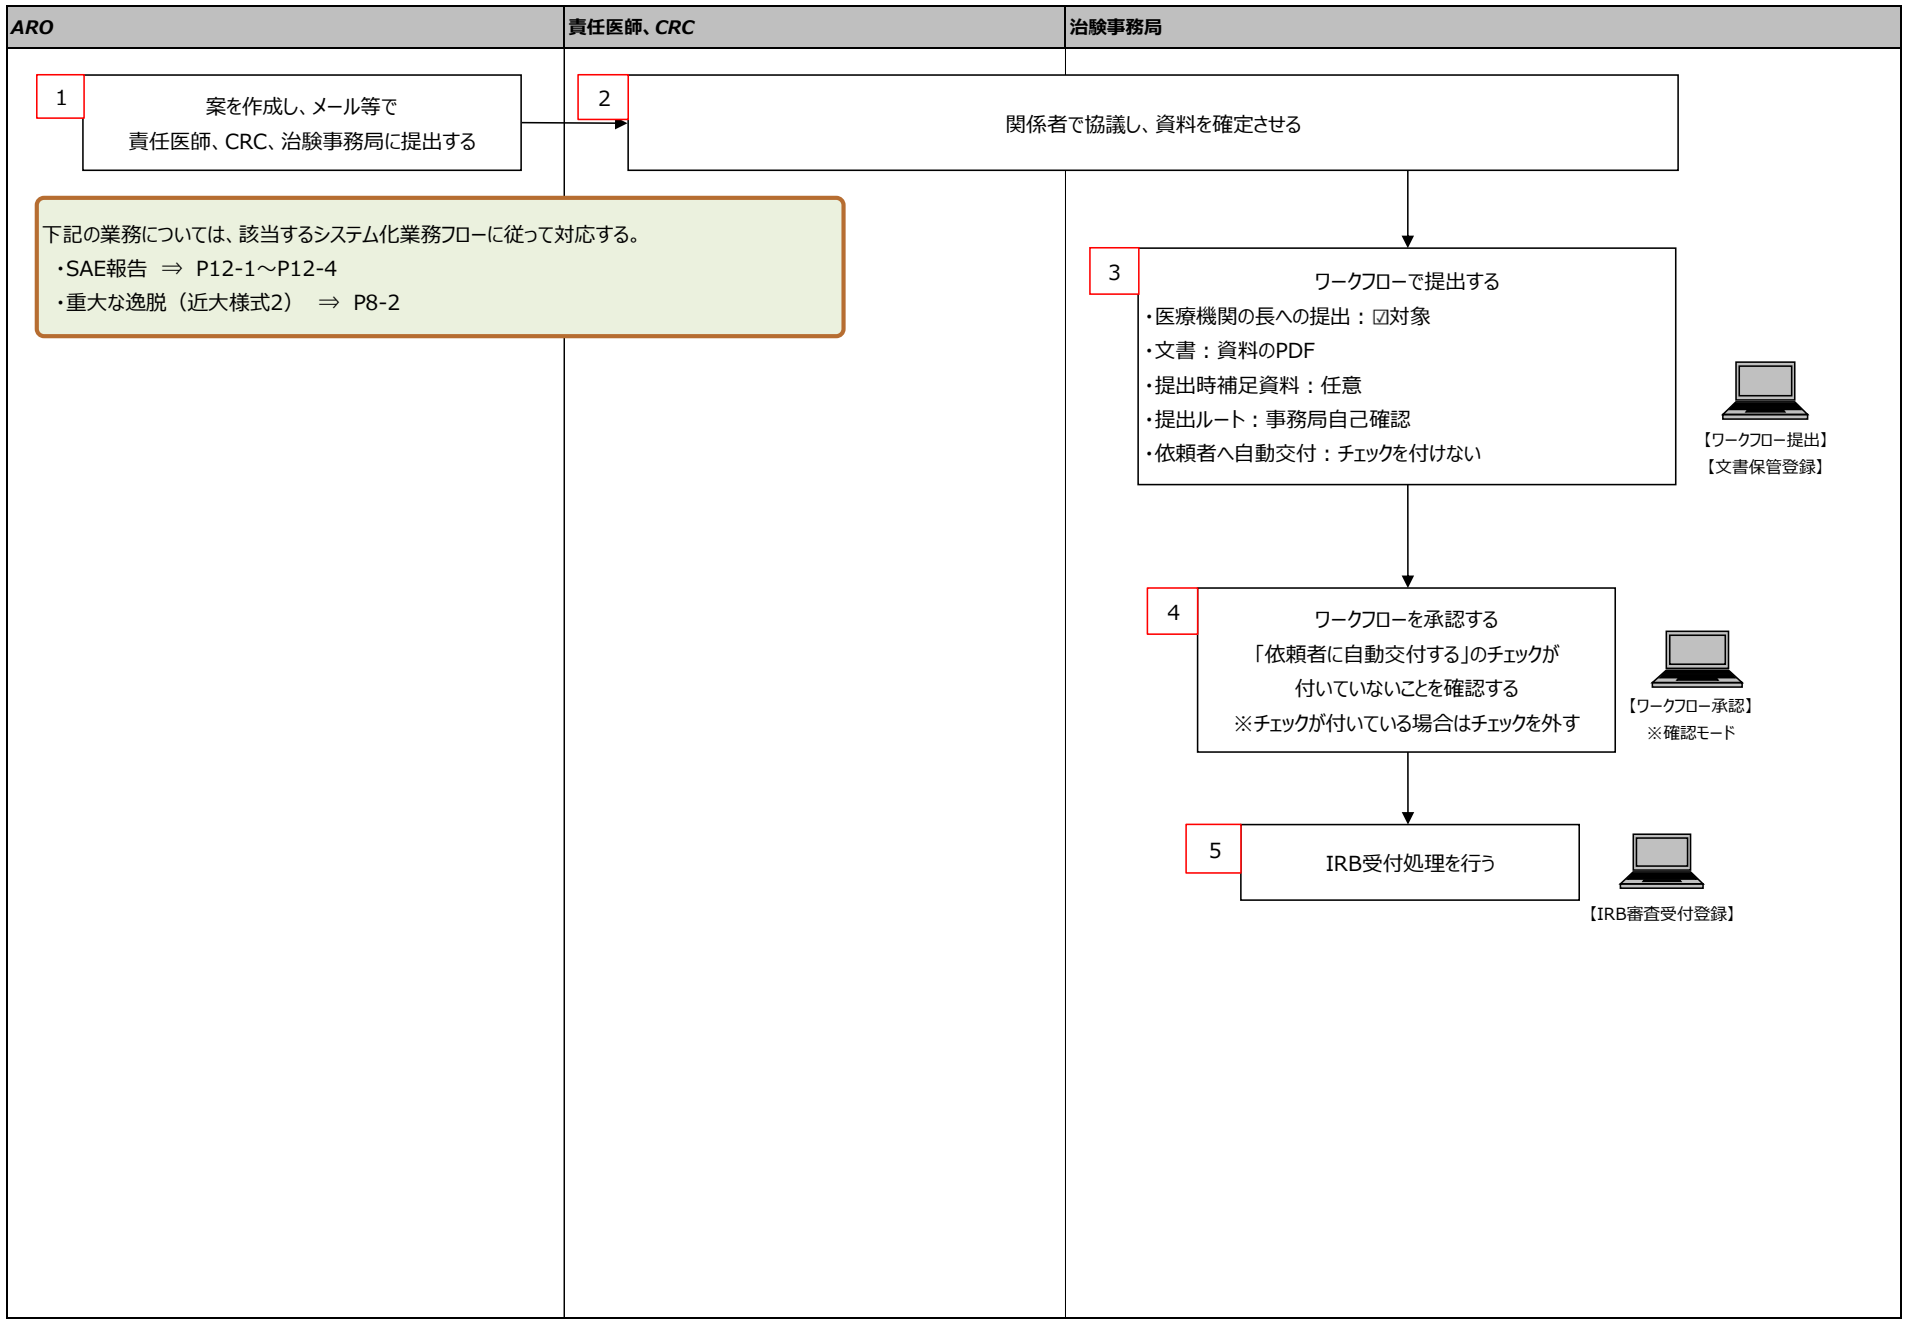 ARO
責任医師、CRC
治験事務局
1
案を作成し、メール等で
責任医師、CRC、治験事務局に提出する
2
関係者で協議し、資料を確定させる
下記の業務については、該当するシステム化業務フローに従って対応する。
・SAE報告 ⇒ P12-1～P12-4
・重大な逸脱（近大様式2） ⇒ P8-2
3
ワークフローで提出する
・医療機関の長への提出：☑対象
・文書：資料のPDF
・提出時補足資料：任意
・提出ルート：事務局自己確認
・依頼者へ自動交付：チェックを付けない
【ワークフロー提出】
【文書保管登録】
4
ワークフローを承認する
「依頼者に自動交付する」のチェックが
付いていないことを確認する
※チェックが付いている場合はチェックを外す
【ワークフロー承認】
※確認モード
5
IRB受付処理を行う
【IRB審査受付登録】